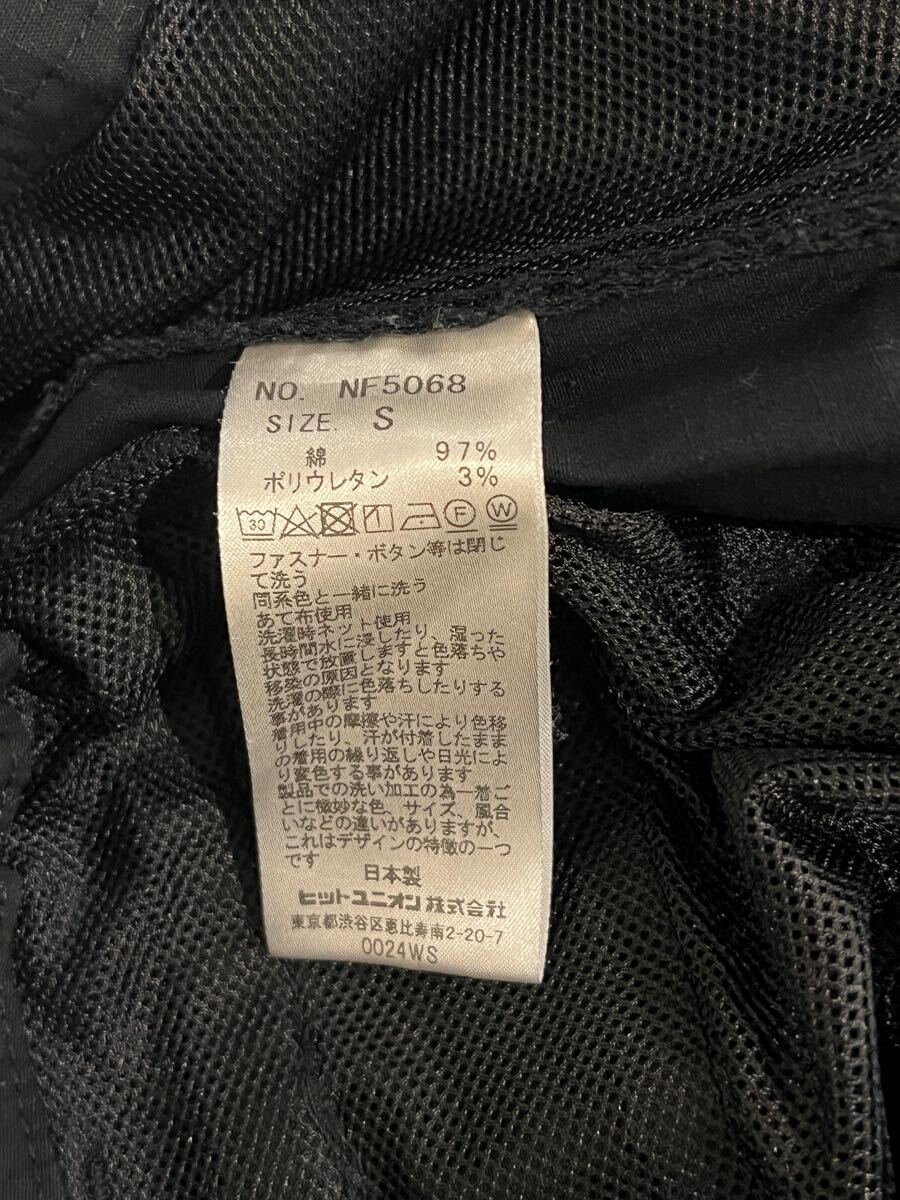 NO. NF5068
SIZE. S
綿 97%
ポリウレタン 3%
30 F W
ファスナー・ボタン等は閉じ
て洗う
同系色と一緒に洗う
あて布使用
洗濯時ネット使用
長時間水に浸したり、湿った
状態で放置しますと色落ちや
移染の原因となります
洗濯の際に色落ちしたりする
事があります
着用中の摩擦や汗により色移
りしたり、汗が付着したまま
の着用の繰り返しや日光によ
り変色する事があります
製品での洗い加工の為一着ご
とに微妙な色、サイズ、風合
いなどの違いがありますが、
これはデザインの特徴の一つ
です
日本製
ヒットユニオン株式会社
東京都渋谷区恵比寿南2-20-7
0024WS